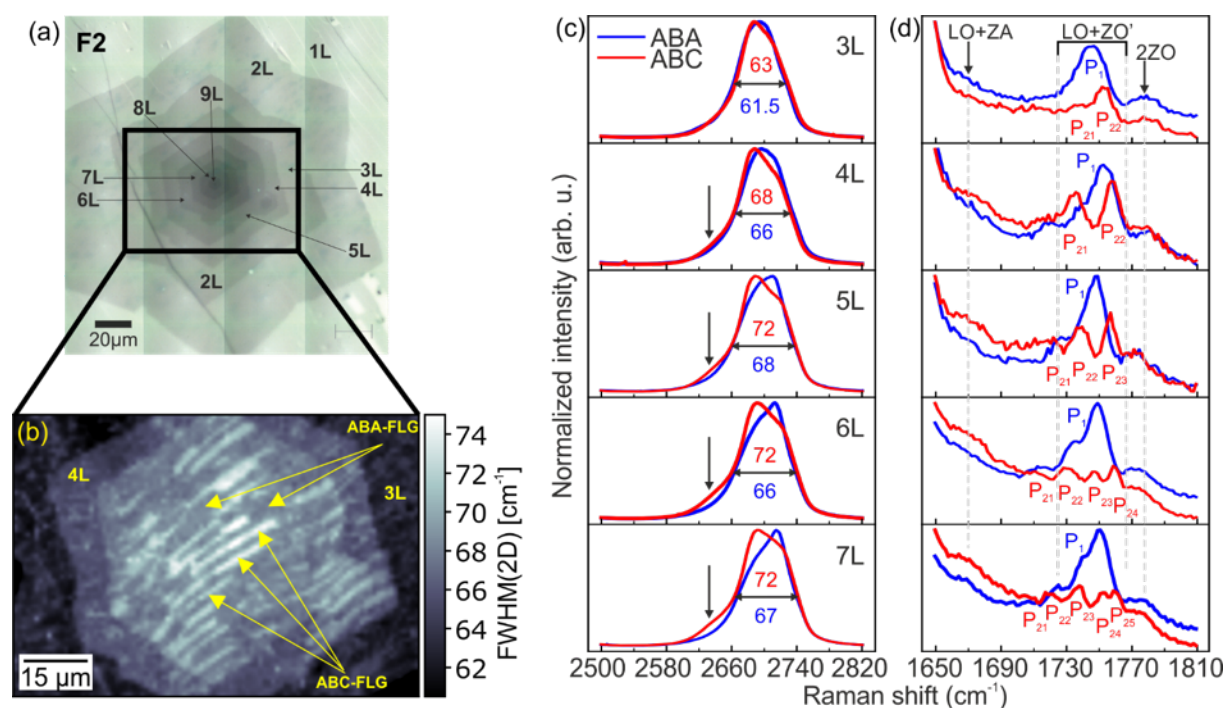 (a)
F2
1L
2L
9L
8L
7L
6L
3L
4L
5L
2L
20µm
(b)
ABA-FLG
4L
3L
ABC-FLG
15 µm
74
72
70
68
66
64
62
FWHM(2D) [cm⁻¹]
(c)
ABA
ABC
3L
63
61.5
4L
68
66
5L
72
68
6L
72
66
7L
72
67
Normalized intensity (arb. u.)
2500 2580 2660 2740 2820
(d)
LO+ZA LO+ZO' 2ZO
P₁
P₂₁ P₂₂
P₁
P₂₁ P₂₂
P₁
P₂₁ P₂₂ P₂₃
P₁
P₂₁ P₂₂ P₂₃ P₂₄
P₁
P₂₁ P₂₂ P₂₃ P₂₄ P₂₅
1650 1690 1730 1770 1810
Raman shift (cm⁻¹)